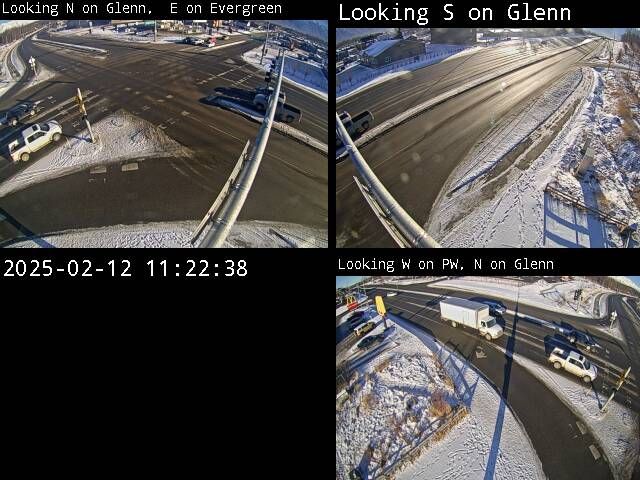 Looking N on Glenn,  E on Evergreen
Looking S on Glenn
2025-02-12 11:22:38
Looking W on PW, N on Glenn